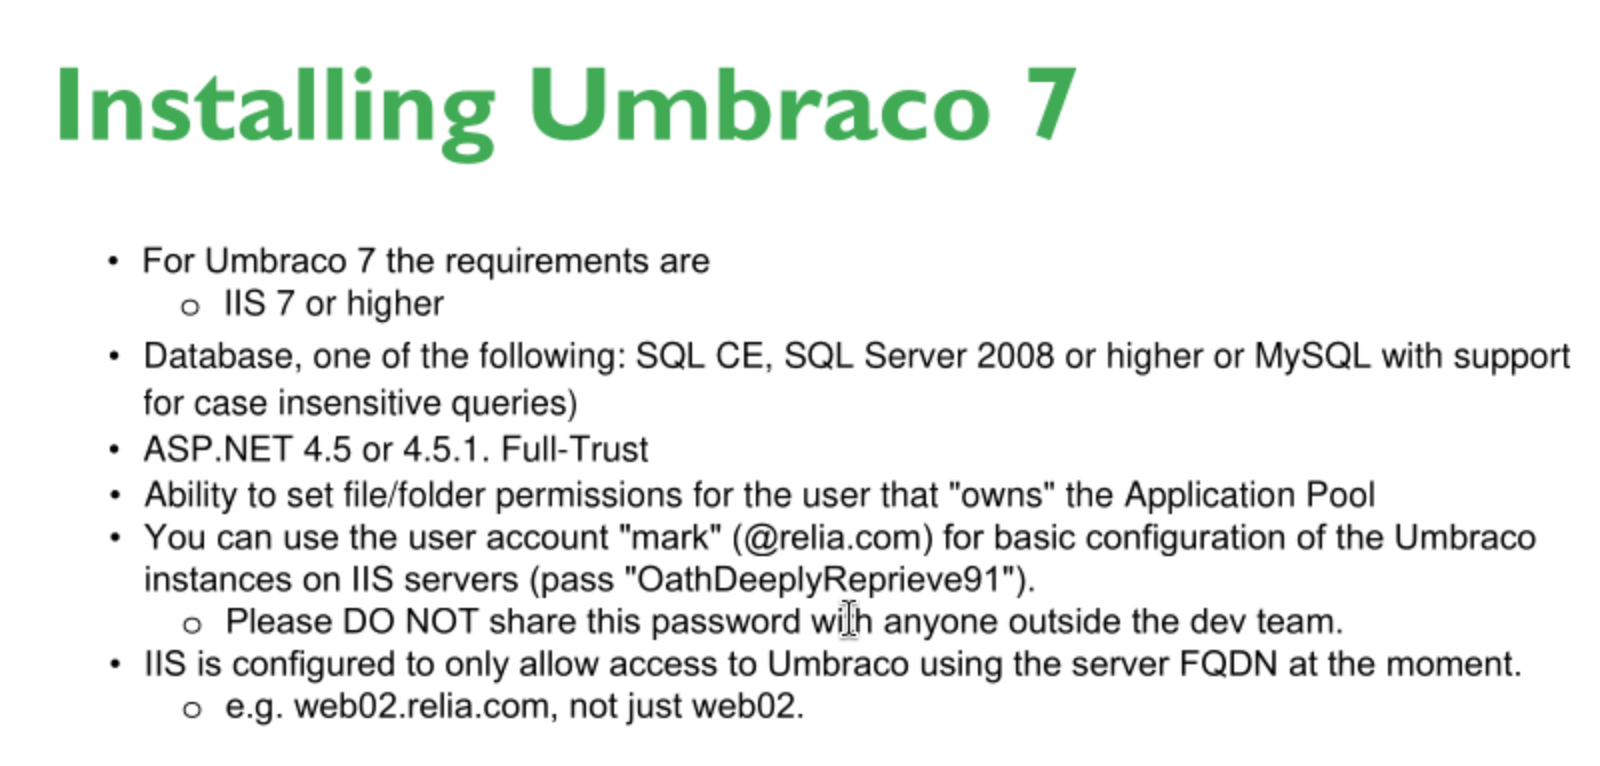 Installing Umbraco 7
• For Umbraco 7 the requirements are
o IIS 7 or higher
• Database, one of the following: SQL CE, SQL Server 2008 or higher or MySQL with support
for case insensitive queries)
• ASP.NET 4.5 or 4.5.1. Full-Trust
• Ability to set file/folder permissions for the user that "owns" the Application Pool
• You can use the user account "mark" (@relia.com) for basic configuration of the Umbraco
instances on IIS servers (pass "OathDeeplyReprieve91").
o Please DO NOT share this password with anyone outside the dev team.
• IIS is configured to only allow access to Umbraco using the server FQDN at the moment.
o e.g. web02.relia.com, not just web02.